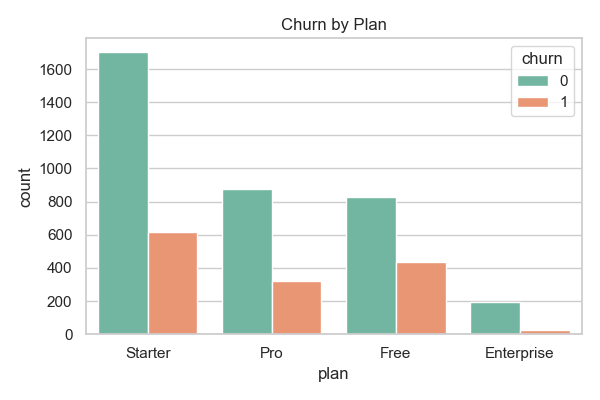 Churn by Plan
churn
0
1
1600
1400
1200
1000
800
600
400
200
0
count
Starter Pro Free Enterprise
plan